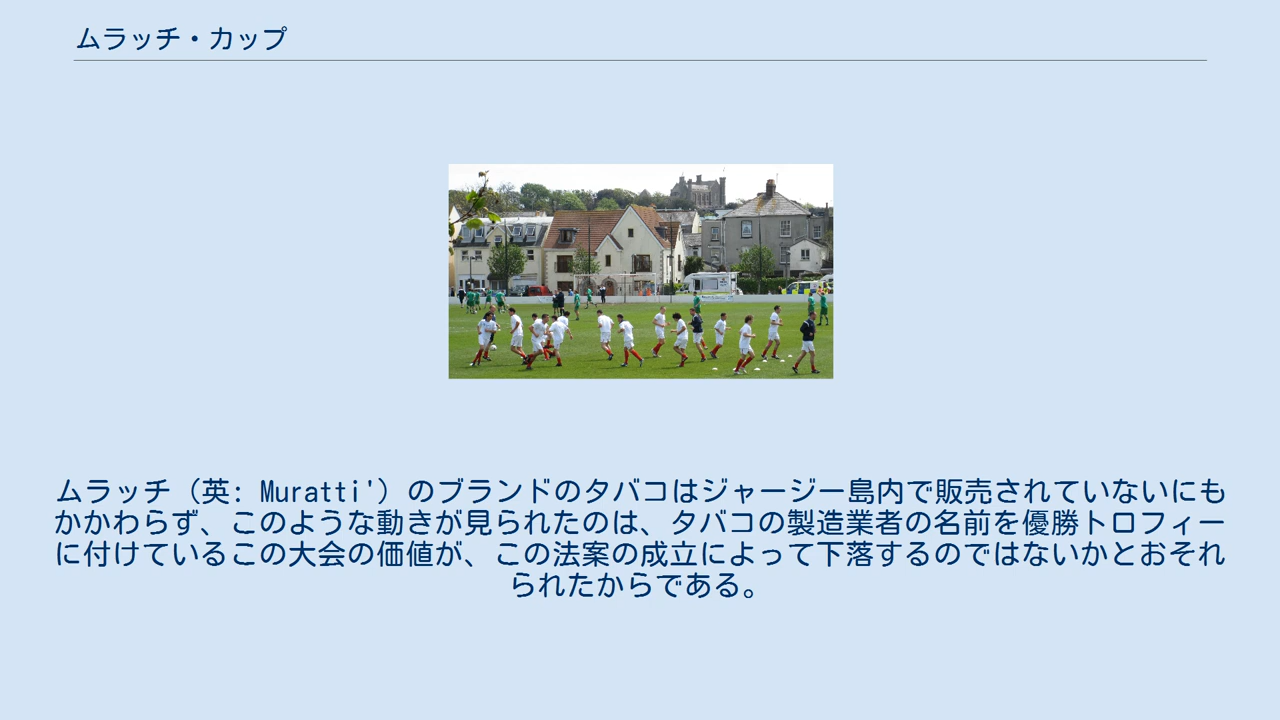 ムラッチ・カップ
ムラッチ（英: Muratti'）のブランドのタバコはジャージー島内で販売されていないにも
かかわらず、このような動きが見られたのは、タバコの製造業者の名前を優勝トロフィー
に付けているこの大会の価値が、この法案の成立によって下落するのではないかとおそれ
られたからである。